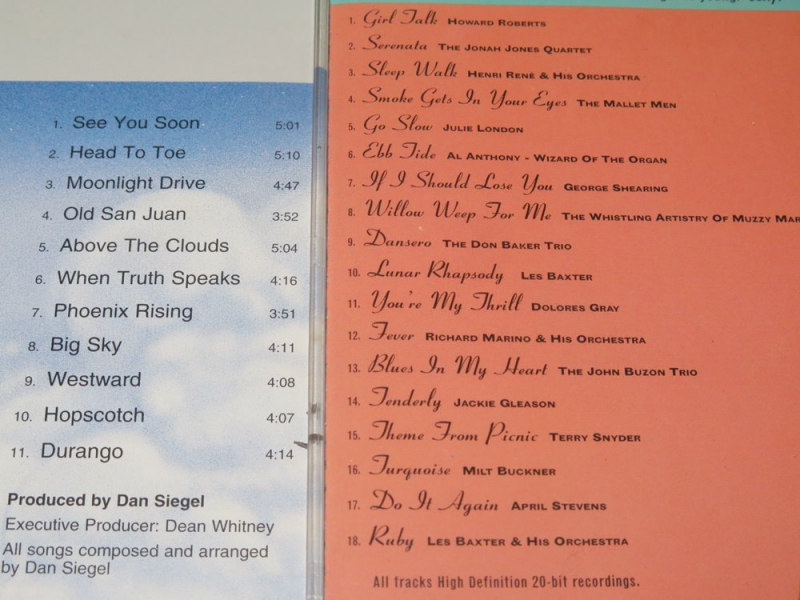 1. See You Soon 5:01
2. Head To Toe 5:10
3. Moonlight Drive 4:47
4. Old San Juan 3:52
5. Above The Clouds 5:04
6. When Truth Speaks 4:16
7. Phoenix Rising 3:51
8. Big Sky 4:11
9. Westward 4:08
10. Hopscotch 4:07
11. Durango 4:14
Produced by Dan Siegel
Executive Producer: Dean Whitney
All songs composed and arranged
by Dan Siegel
1. Girl Talk HOWARD ROBERTS
2. Serenata THE JONAH JONES QUARTET
3. Sleep Walk HENRI RENÉ & HIS ORCHESTRA
4. Smoke Gets In Your Eyes THE MALLET MEN
5. Go Slow JULIE LONDON
6. Ebb Tide AL ANTHONY - WIZARD OF THE ORGAN
7. If I Should Lose You GEORGE SHEARING
8. Willow Weep For Me THE WHISTLING ARTISTRY OF MUZZY MAR
9. Dansero THE DON BAKER TRIO
10. Lunar Rhapsody LES BAXTER
11. You're My Thrill DOLORES GRAY
12. Fever RICHARD MARINO & HIS ORCHESTRA
13. Blues In My Heart THE JOHN BUZON TRIO
14. Tenderly JACKIE GLEASON
15. Theme From Picnic TERRY SNYDER
16. Turquoise MILT BUCKNER
17. Do It Again APRIL STEVENS
18. Ruby LES BAXTER & HIS ORCHESTRA
All tracks High Definition 20-bit recordings.